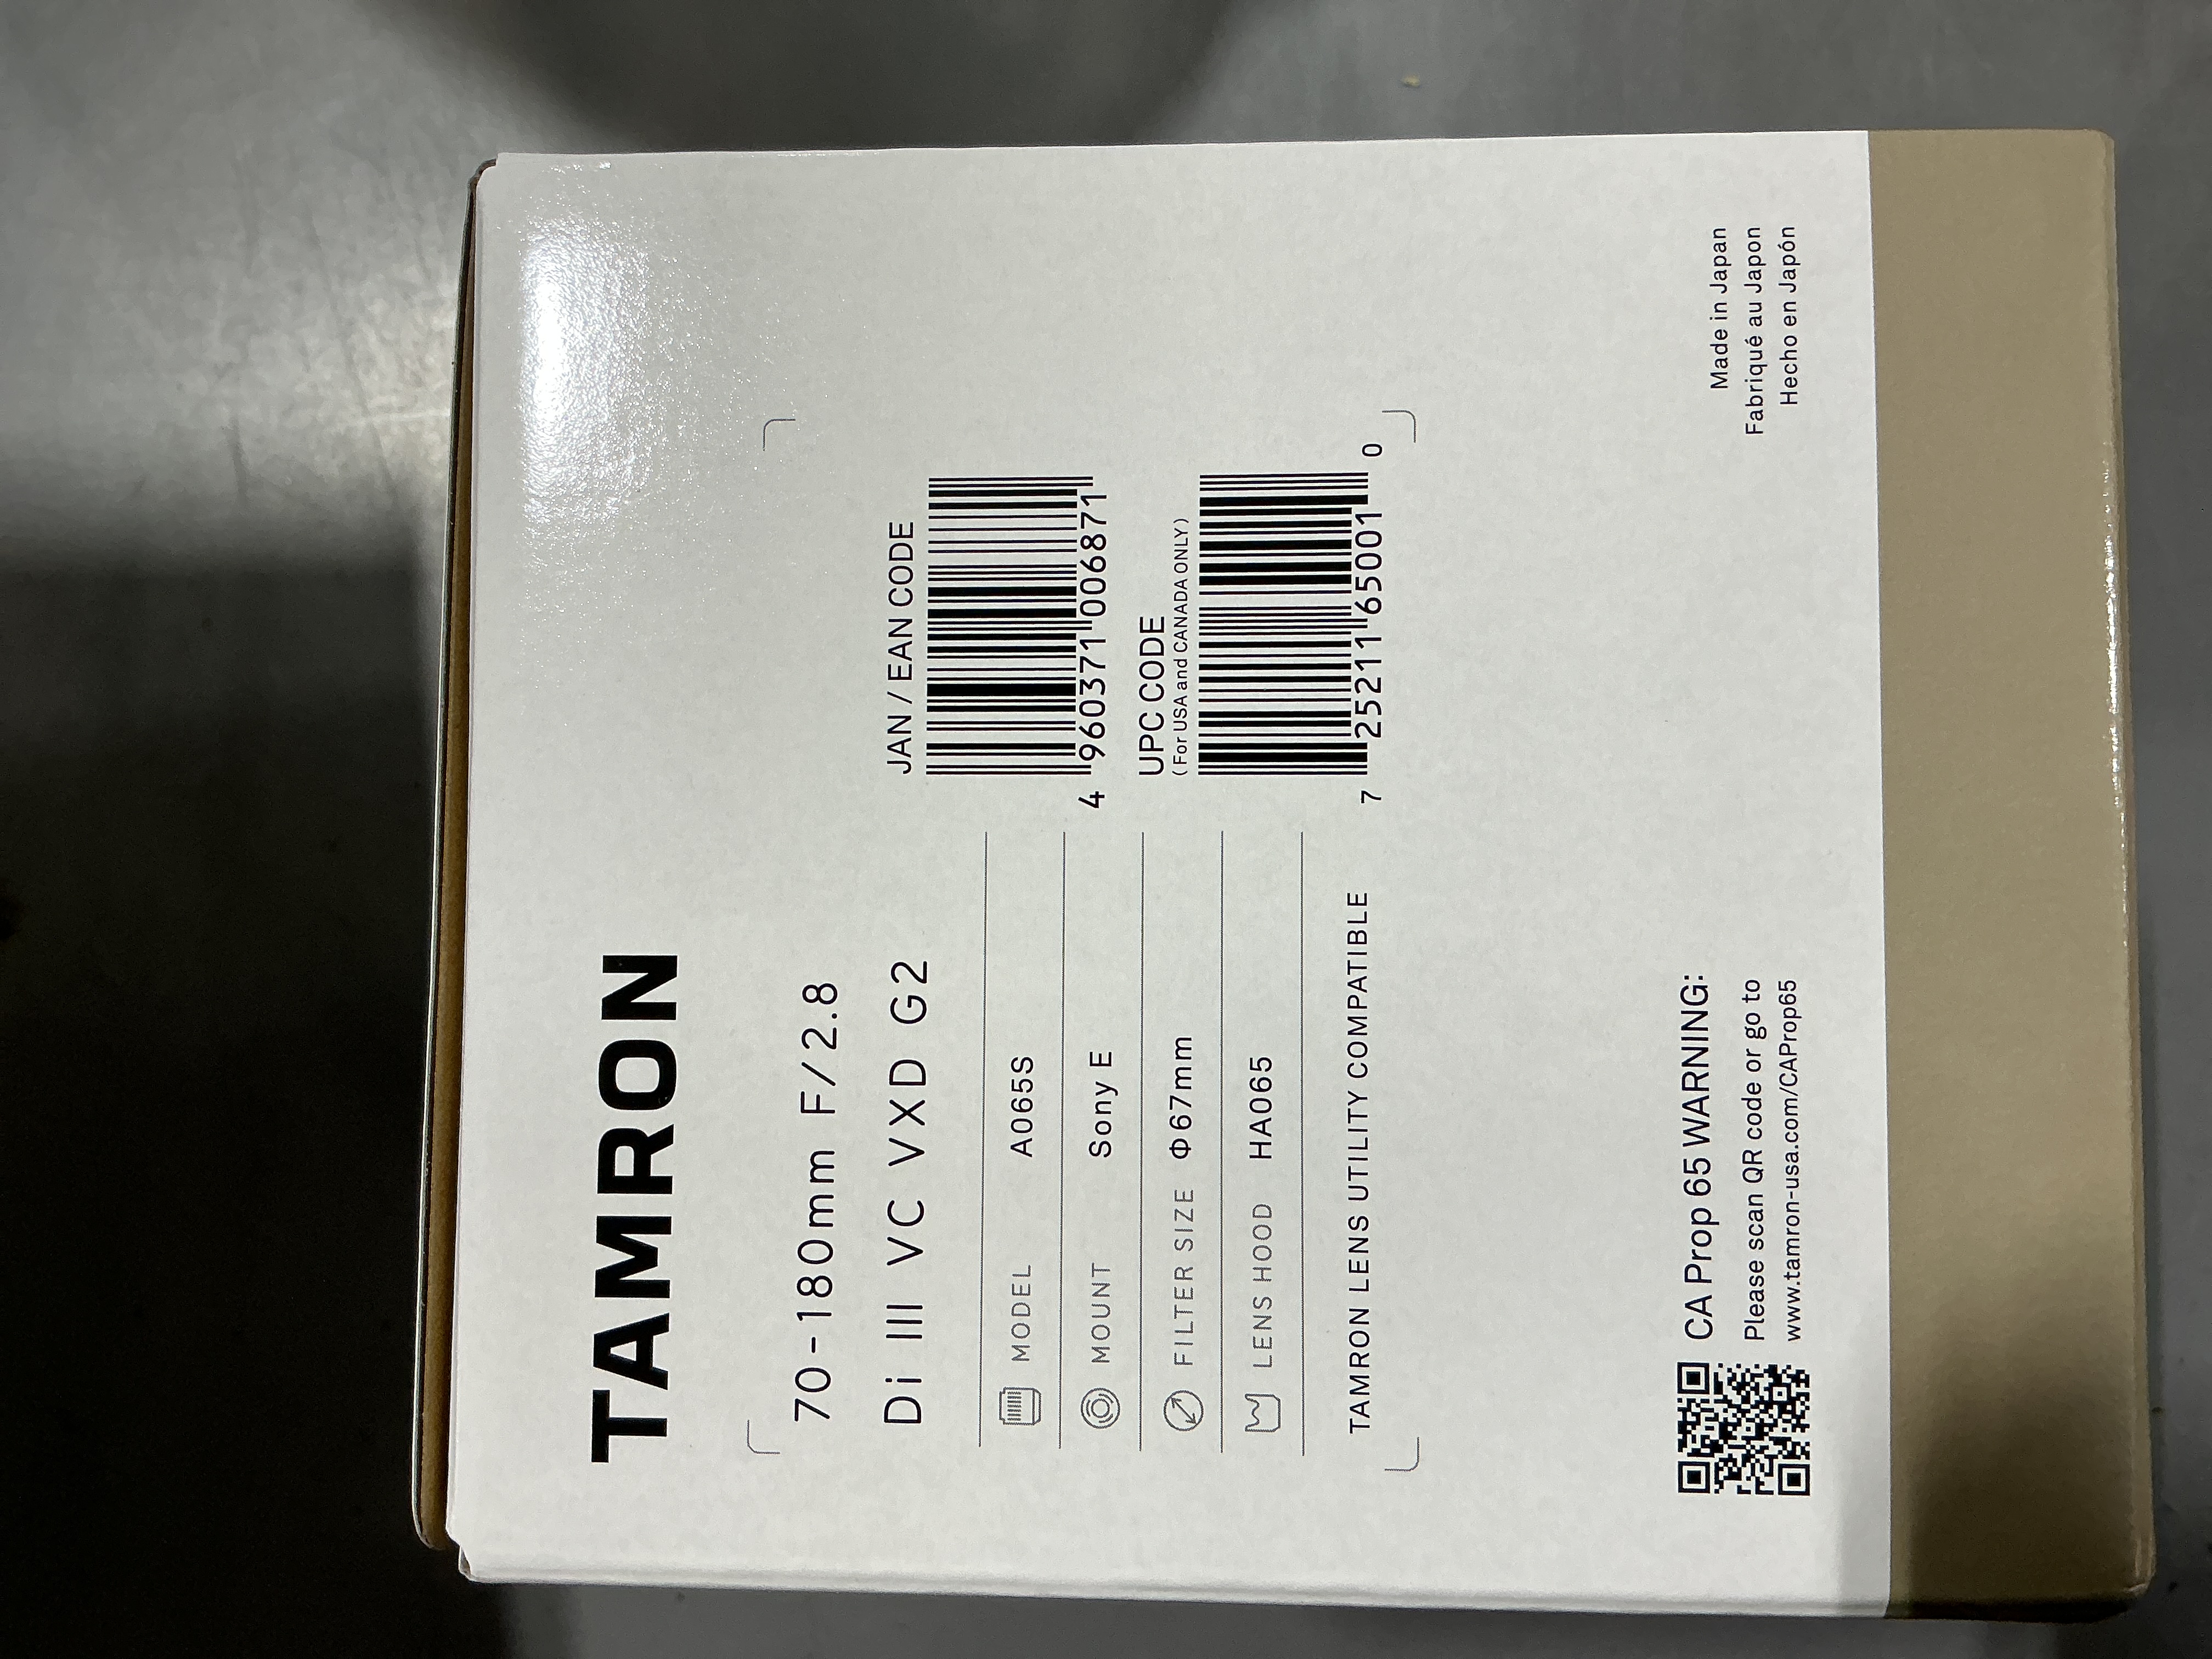 TAMRON
70-180mm F/2.8
Di III VC VXD G2
MODEL A065S
MOUNT Sony E
FILTER SIZE Φ67mm
LENS HOOD HA065
TAMRON LENS UTILITY COMPATIBLE
JAN / EAN CODE
4 960371 006871
UPC CODE
(For USA and CANADA ONLY)
7 25211 65001 0
CA Prop 65 WARNING:
Please scan QR code or go to
www.tamron-usa.com/CAProp65
Made in Japan
Fabriqué au Japon
Hecho en Japón